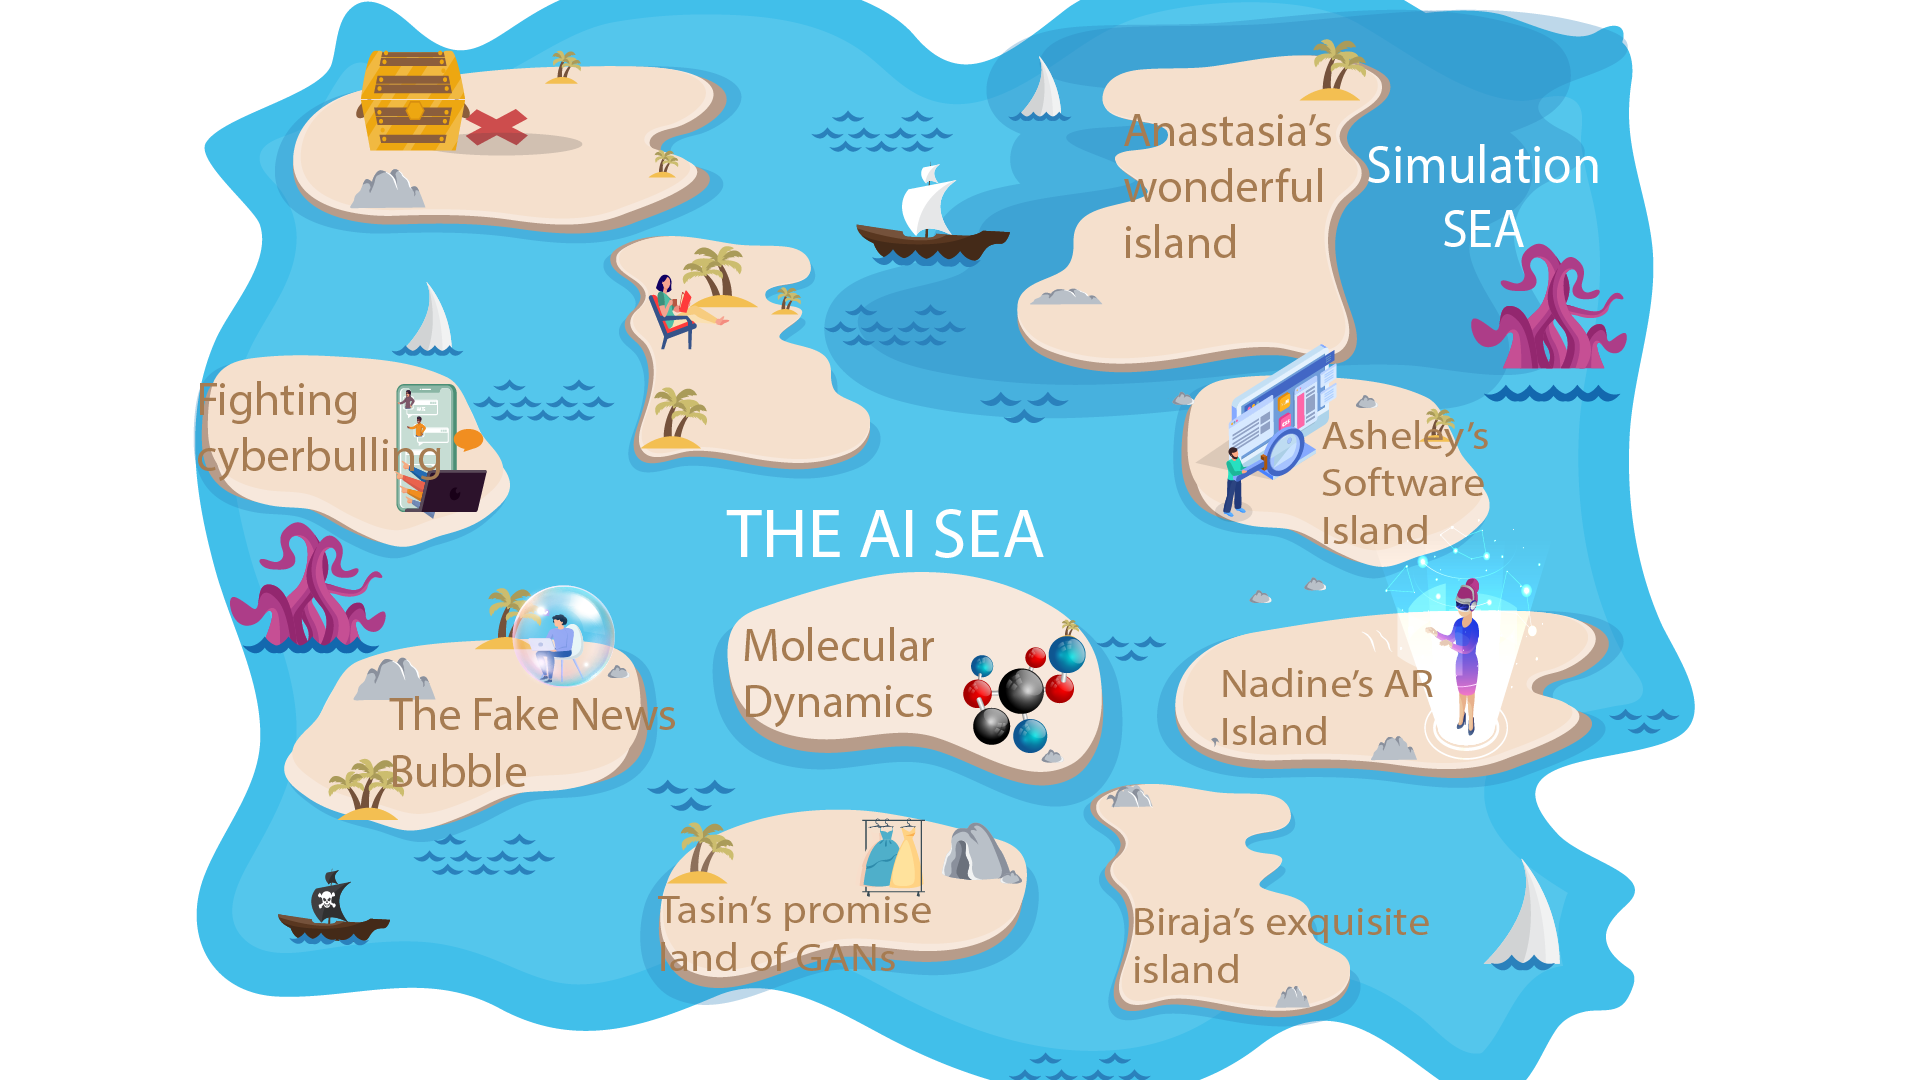 Anastasia's
wonderful
island
Simulation
SEA
Fighting
cyberbulling
Asheley's
Software
Island
THE AI SEA
Molecular
Dynamics
Nadine's AR
Island
The Fake News
Bubble
Tasin's promise
land of GANs
Biraja's exquisite
island